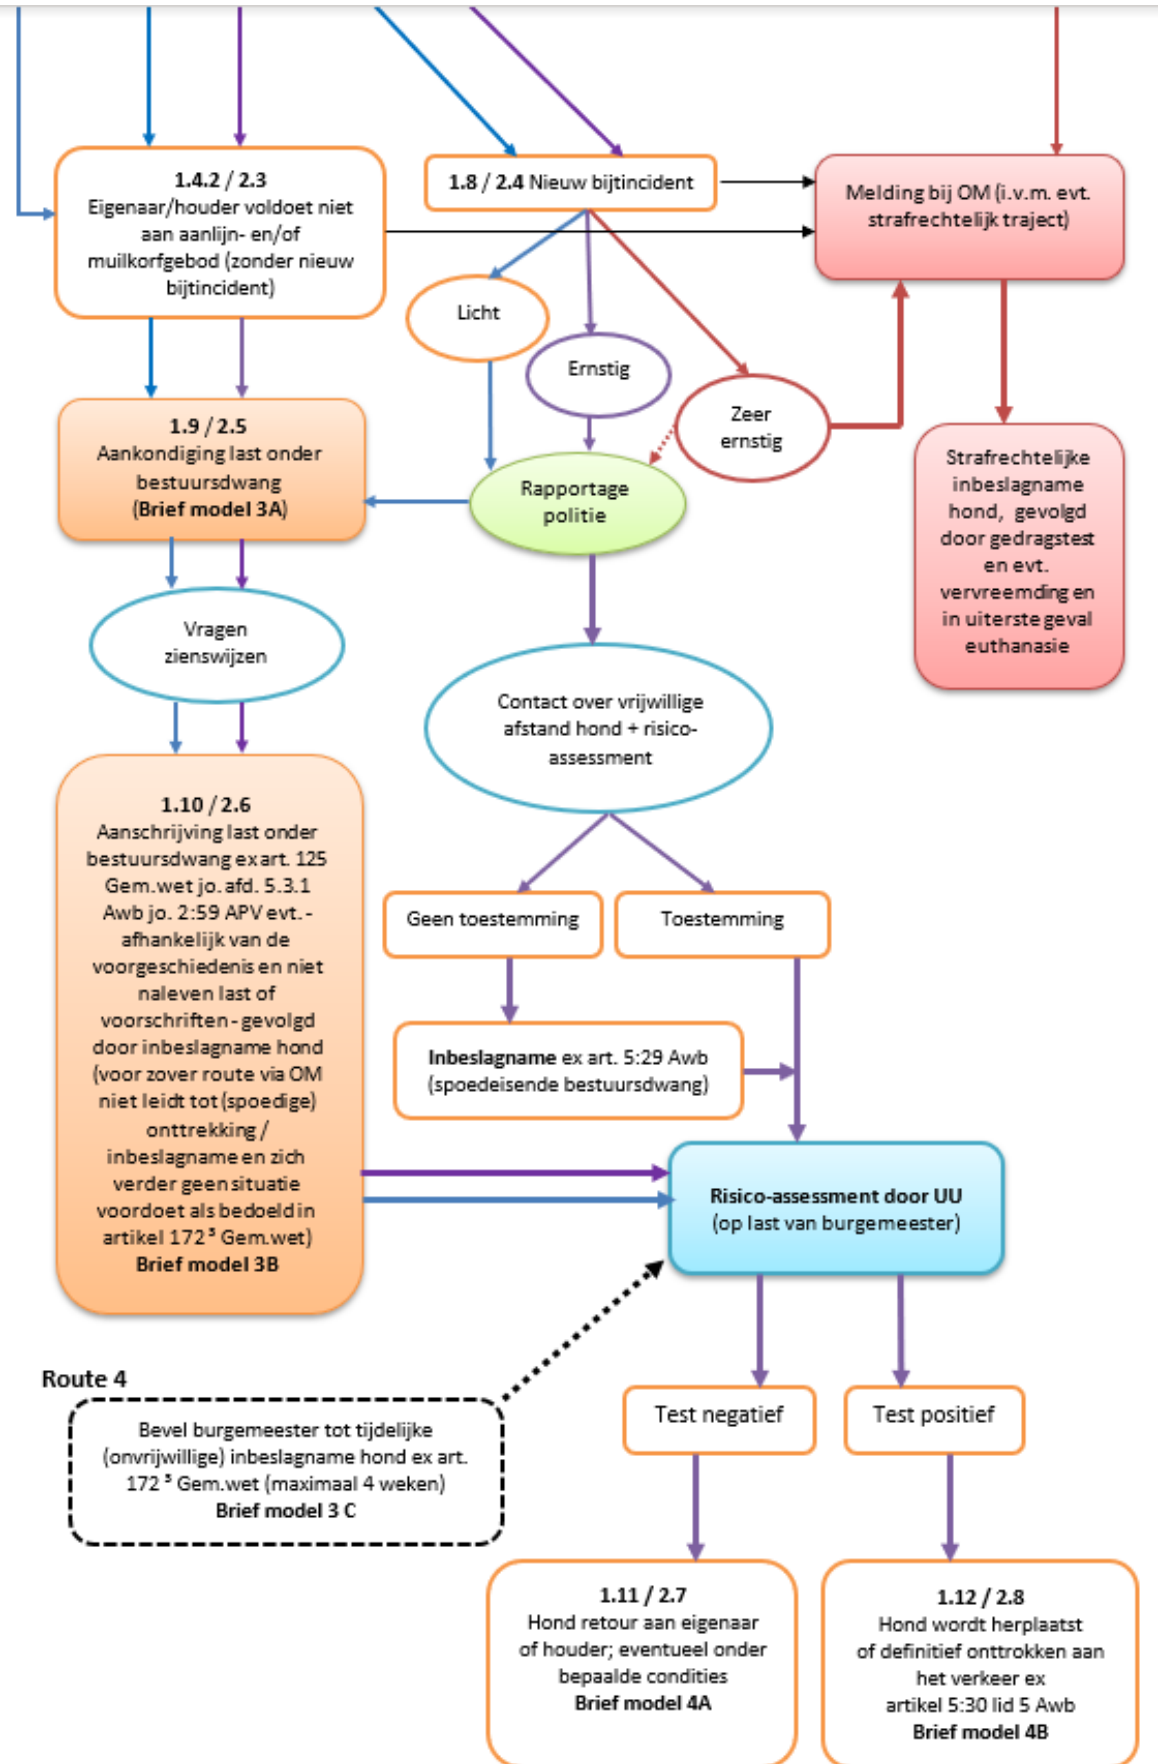 1.4.2 / 2.3
Eigenaar/houder voldoet niet
aan aanlijn- en/of
muilkorfgebod (zonder nieuw
bijtincident)
1.8 / 2.4 Nieuw bijtincident
Melding bij OM (i.v.m. evt.
strafrechtelijk traject)
Licht
Ernstig
Zeer
ernstig
1.9 / 2.5
Aankondiging last onder
bestuursdwang
(Brief model 3A)
Rapportage
politie
Strafrechtelijke
inbeslagname
hond, gevolgd
door gedragstest
en evt.
vervreemding en
in uiterste geval
euthanasie
Vragen
zienswijzen
Contact over vrijwillige
afstand hond + risico-
assessment
1.10 / 2.6
Aanschrijving last onder
bestuursdwang ex art. 125
Gem.wet jo. afd. 5.3.1
Awb jo. 2:59 APV evt. -
afhankelijk van de
voorgeschiedenis en niet
naleven last of
voorschriften - gevolgd
door inbeslagname hond
(voor zover route via OM
niet leidt tot (spoedige)
onttrekking /
inbeslagname en zich
verder geen situatie
voordoet als bedoeld in
artikel 172³ Gem.wet)
Brief model 3B
Geen toestemming
Toestemming
Inbeslagname ex art. 5:29 Awb
(spoedeisende bestuursdwang)
Risico-assessment door UU
(op last van burgemeester)
Route 4
Bevel burgemeester tot tijdelijke
(onvrijwillige) inbeslagname hond ex art.
172 ³ Gem.wet (maximaal 4 weken)
Brief model 3 C
Test negatief
Test positief
1.11 / 2.7
Hond retour aan eigenaar
of houder; eventueel onder
bepaalde condities
Brief model 4A
1.12 / 2.8
Hond wordt herplaatst
of definitief onttrokken aan
het verkeer ex
artikel 5:30 lid 5 Awb
Brief model 4B